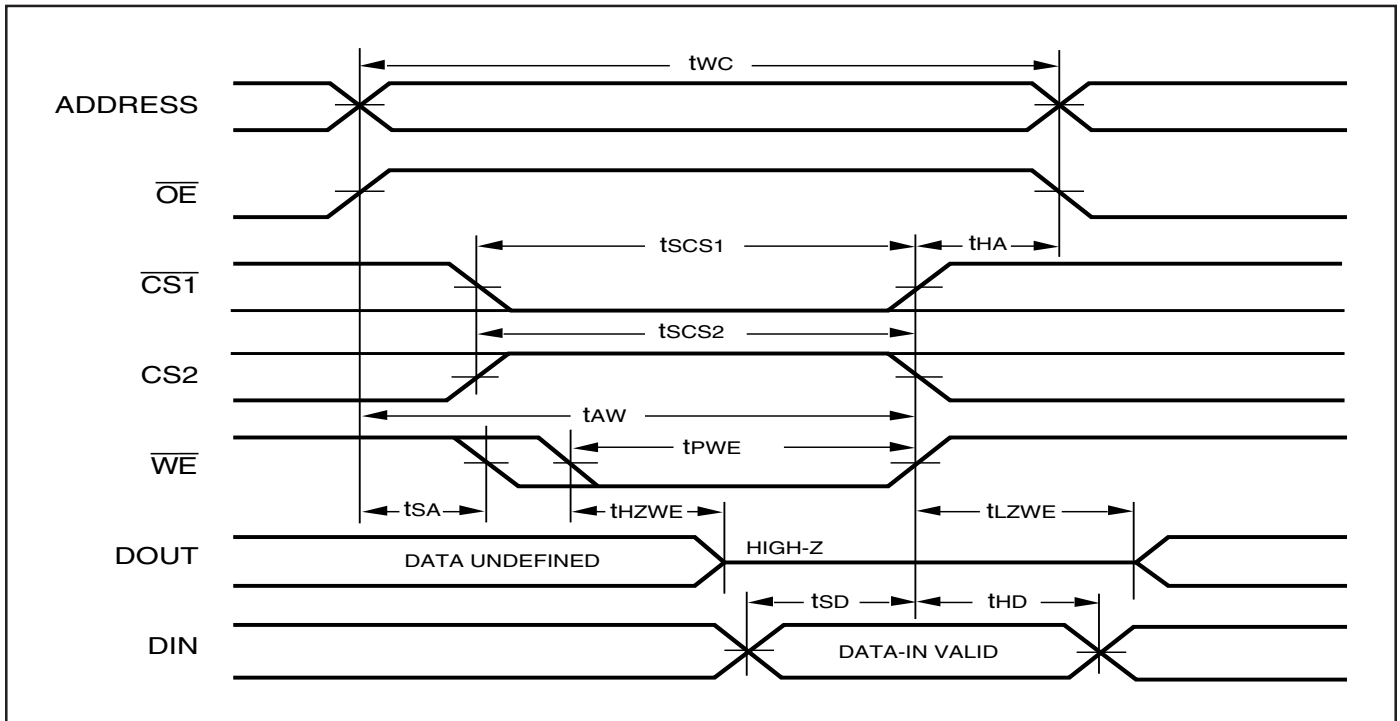 tWC
ADDRESS
OE
tSCS1
tHA
CS1
tSCS2
CS2
tAW
WE
tPWE
tSA
tHZWE
tLZWE
DOUT
DATA UNDEFINED
HIGH-Z
tSD
tHD
DIN
DATA-IN VALID